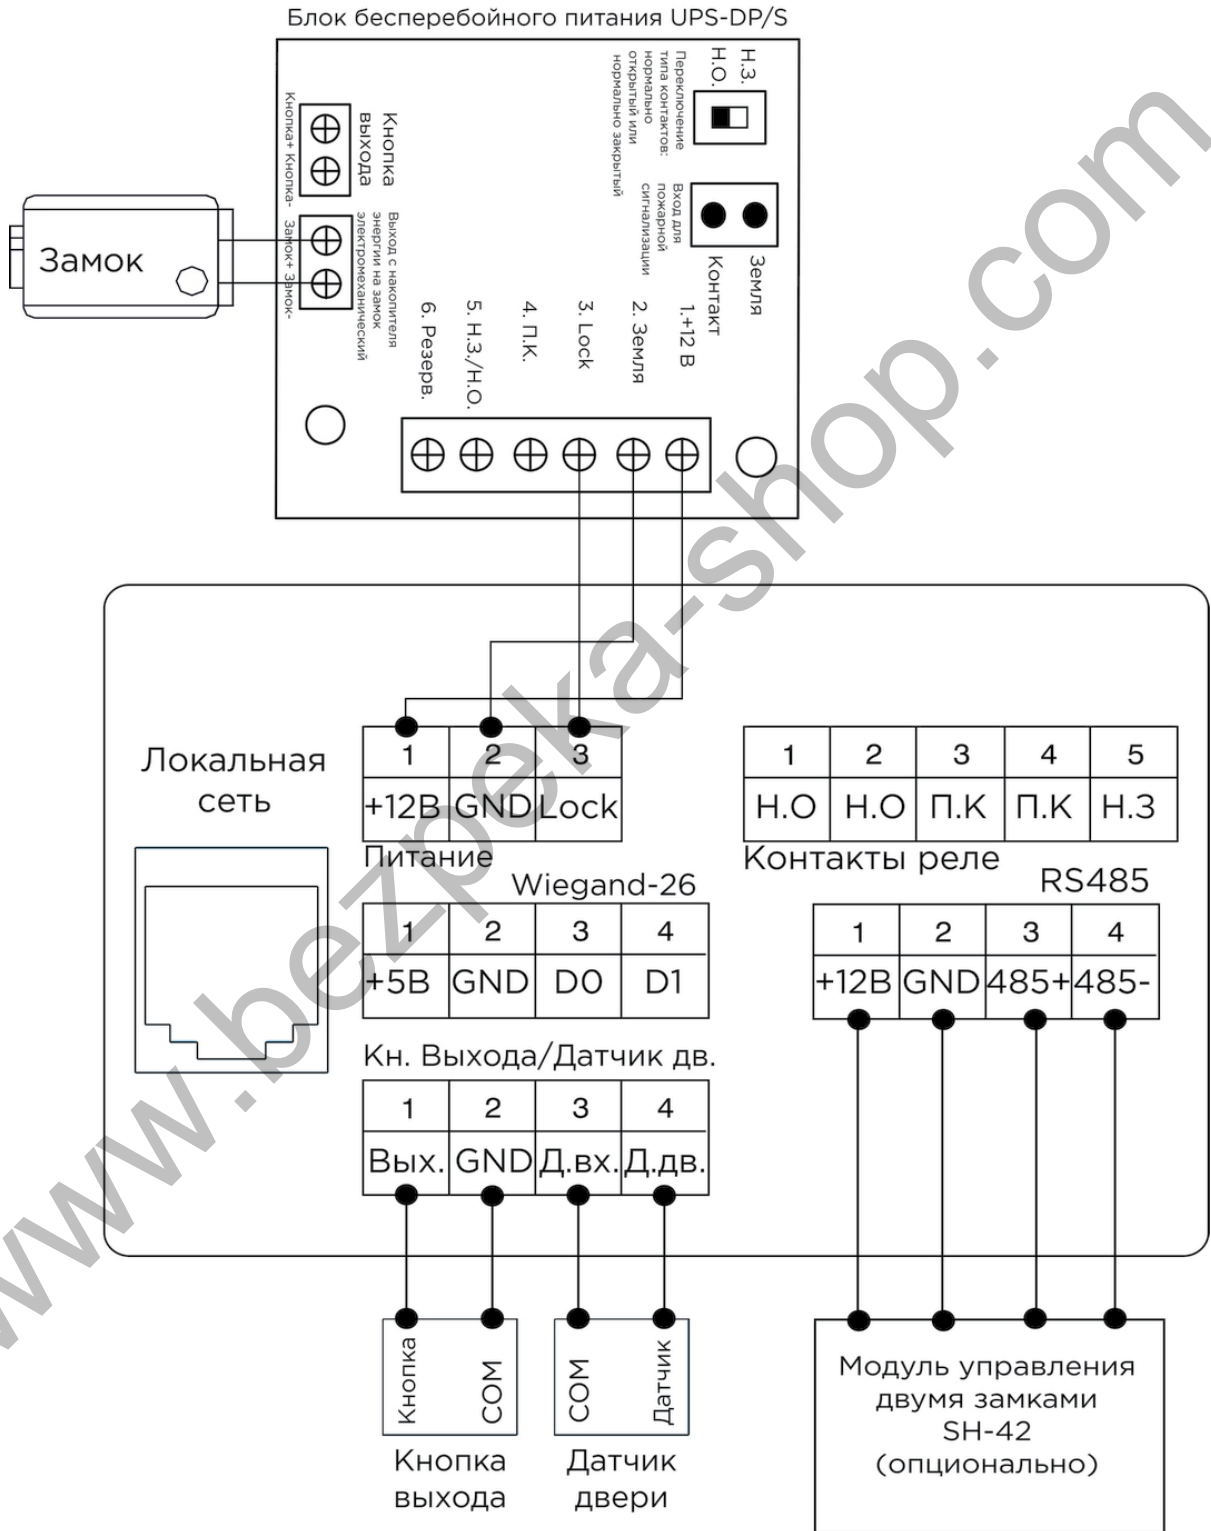 Блок бесперебойного питания UPS-DP/S
Н.З.
Н.О.
Переключение
типа контактов:
нормально
открытый или
нормально закрытый
Кнопка
выхода
Кнопка+ Кнопка-
Вход для
пожарной
сигнализации
Земля
Контакт
Выход с накопителя
энергии на замок
электромеханический
Замок+ Замок-
Замок
6. Резерв.
5. Н.З./Н.О.
4. П.К.
3. Lock
2. Земля
1.+12 В
Локальная
сеть
1 2 3
+12В GND Lock
Питание
1 2 3 4 5
Н.О Н.О П.К П.К Н.З
Контакты реле
Wiegand-26
1 2 3 4
+5В GND D0 D1
RS485
1 2 3 4
+12В GND 485+ 485-
Кн. Выхода/Датчик дв.
1 2 3 4
Вых. GND Д.вх. Д.дв.
Кнопка
COM
COM
Датчик
Кнопка
выхода
Датчик
двери
Модуль управления
двумя замками
SH-42
(опционально)
www.bezpeka-shop.com